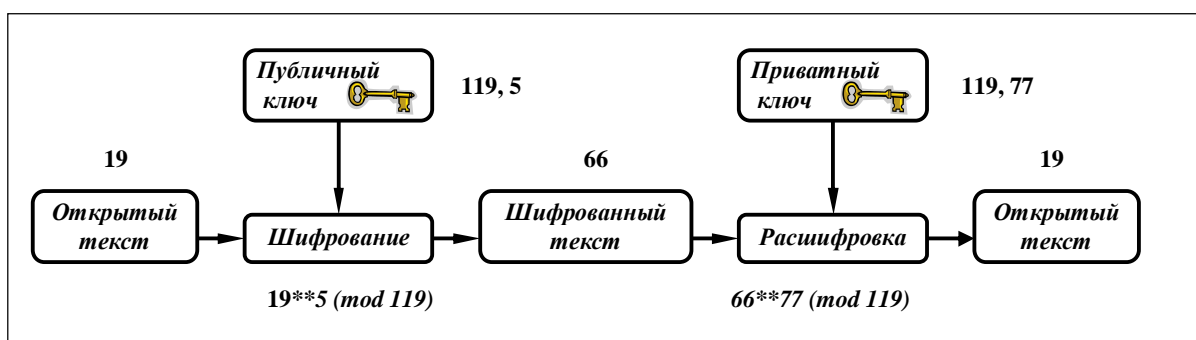 Публичный
ключ
119, 5
Приватный
ключ
119, 77
19
66
19
Открытый
текст
Шифрование
Шифрованный
текст
Расшифровка
Открытый
текст
19**5 (mod 119)
66**77 (mod 119)